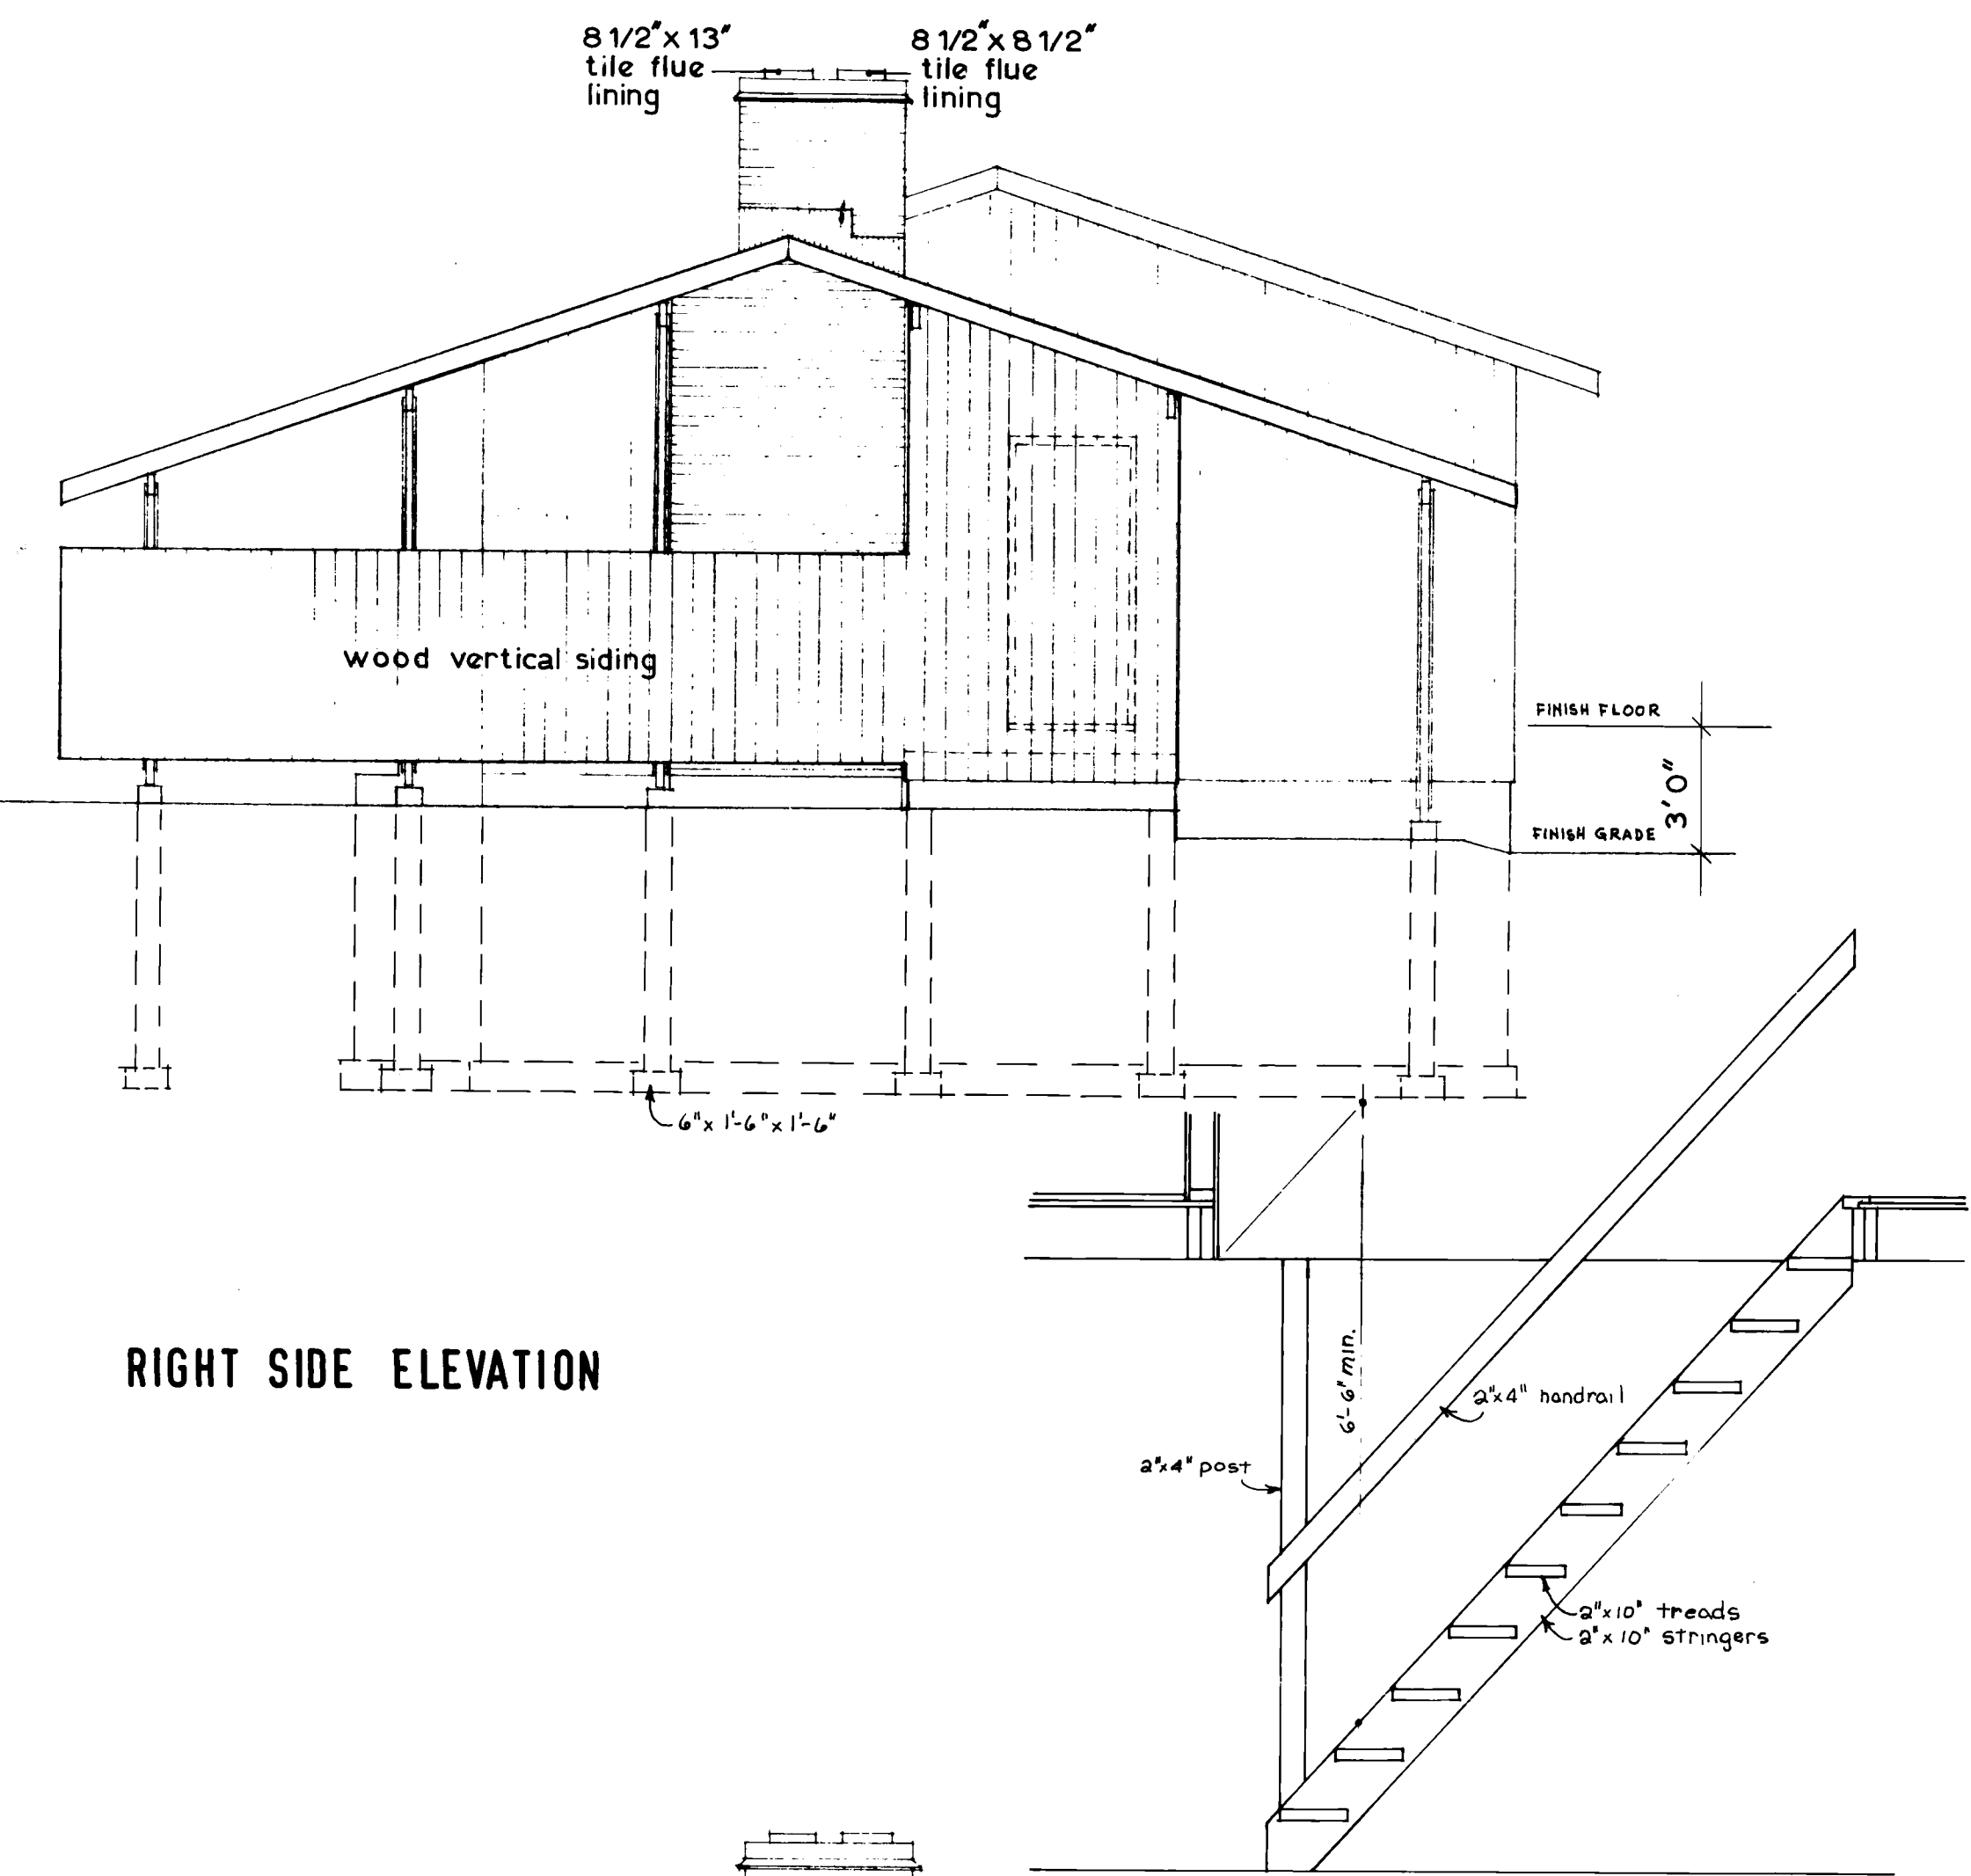 8 1/2" x 13"
tile flue
lining
8 1/2" x 8 1/2"
tile flue
lining
wood vertical siding
FINISH FLOOR
3'0"
FINISH GRADE
6" x 1'-6" x 1'-6"
RIGHT SIDE ELEVATION
6'-6" min.
2"x4" handrail
2"x4" post
2"x10" treads
2"x10" stringers